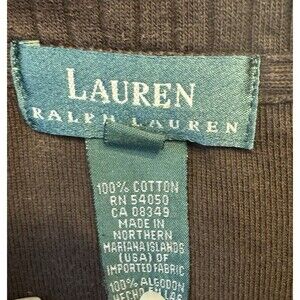 LAUREN
RALPH LAUREN
100% COTTON
RN 54050
CA 08349
MADE IN
NORTHERN
MARIANA ISLANDS
(USA) OF
IMPORTED FABRIC
100% ALGODON
HECHO